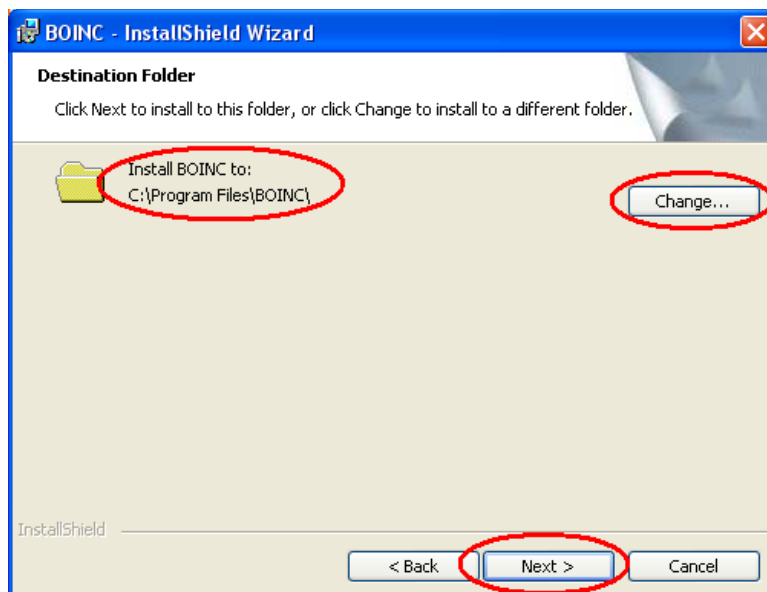 BOINC - InstallShield Wizard
Destination Folder
Click Next to install to this folder, or click Change to install to a different folder.
Install BOINC to:
C:\Program Files\BOINC\
Change...
InstallShield
< Back
Next >
Cancel